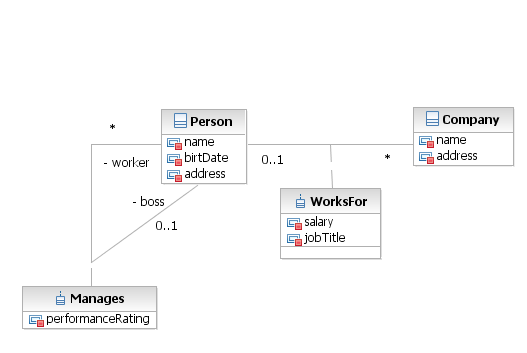 Person
name
birtDate
address
Company
name
address
*
- worker
0..1
*
- boss
0..1
WorksFor
salary
jobTitle
Manages
performanceRating